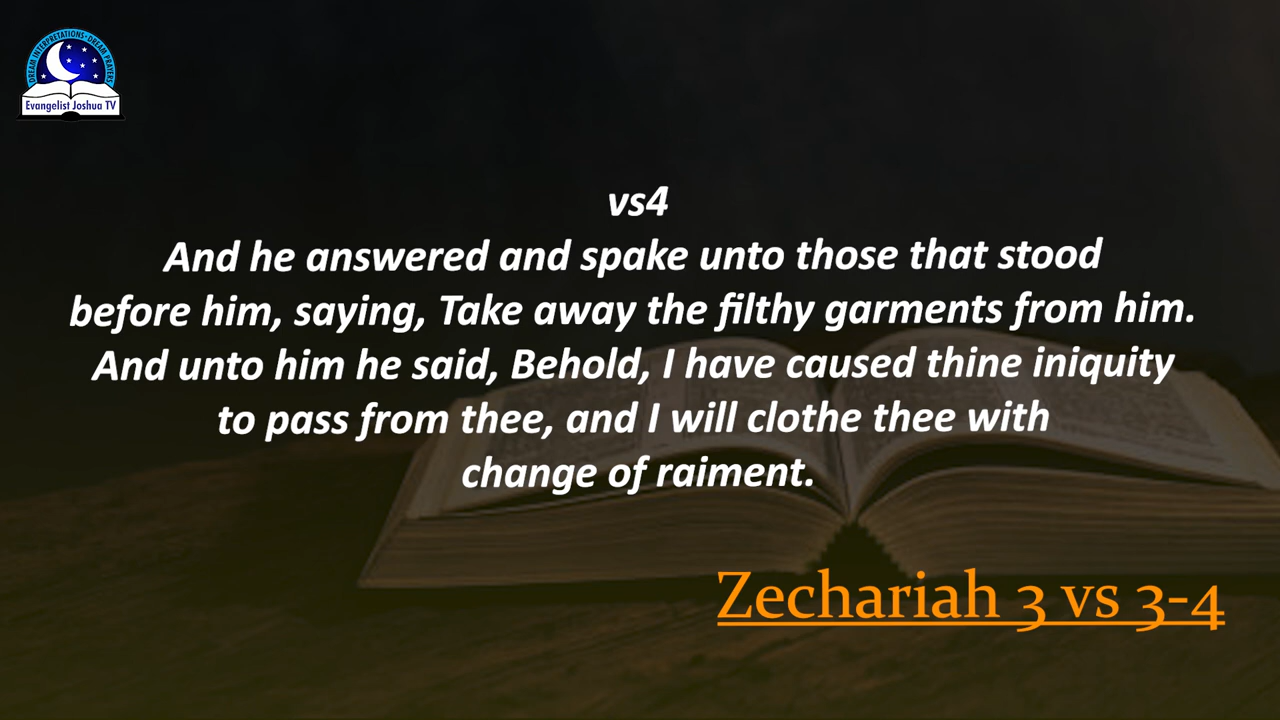 DREAM INTERPRETATIONS • DREAM PRAYERS
Evangelist Joshua TV
vs4
And he answered and spake unto those that stood
before him, saying, Take away the filthy garments from him.
And unto him he said, Behold, I have caused thine iniquity
to pass from thee, and I will clothe thee with
change of raiment.
Zechariah 3 vs 3-4